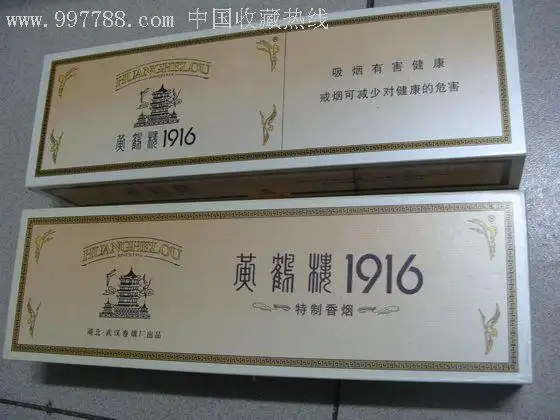 www.997788.com 中国收藏热线
HUANGHELOU
SINCE1916
黄鹤楼1916
吸烟有害健康
戒烟可减少对健康的危害
HUANGHELOU
SINCE1916
黄鹤楼1916
特制香烟
湖北·武汉卷烟厂出品